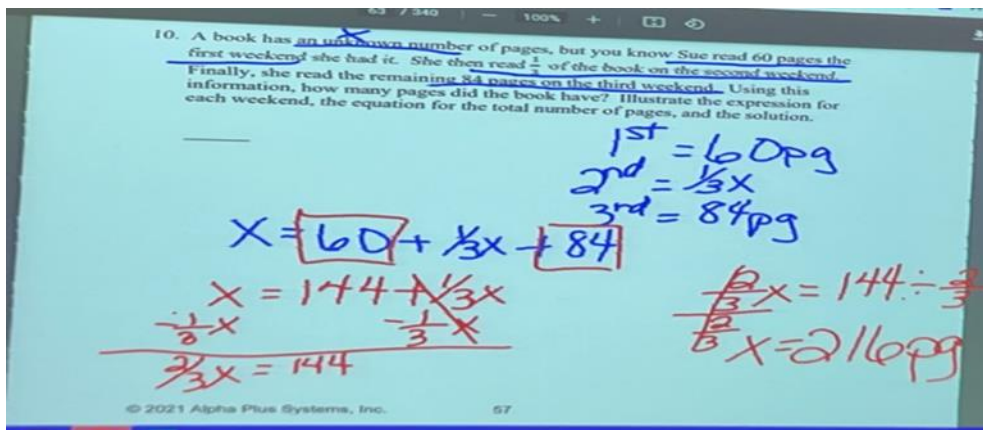 63 / 340 | — 100% +
10. A book has an unknown number of pages, but you know Sue read 60 pages the
first weekend she had it. She then read 1/3 of the book on the second weekend.
Finally, she read the remaining 84 pages on the third weekend. Using this
information, how many pages did the book have? Illustrate the expression for
each weekend, the equation for the total number of pages, and the solution.
x
1st = 60pg
2nd = 1/3x
3rd = 84pg
X = 60 + 1/3x + 84
x = 144 + 1/3x
-1/3x -1/3x
2/3x = 144
2/3x = 144 ÷ 2/3
2/3
x = 216pg
© 2021 Alpha Plus Systems, Inc. 67